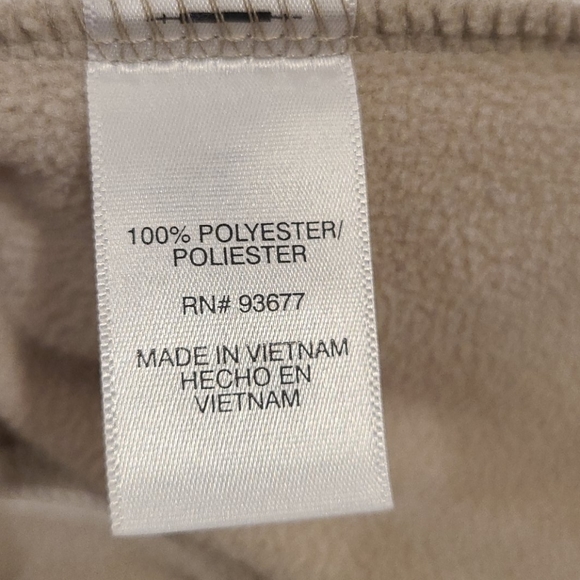 100% POLYESTER/
POLIESTER
RN# 93677
MADE IN VIETNAM
HECHO EN
VIETNAM